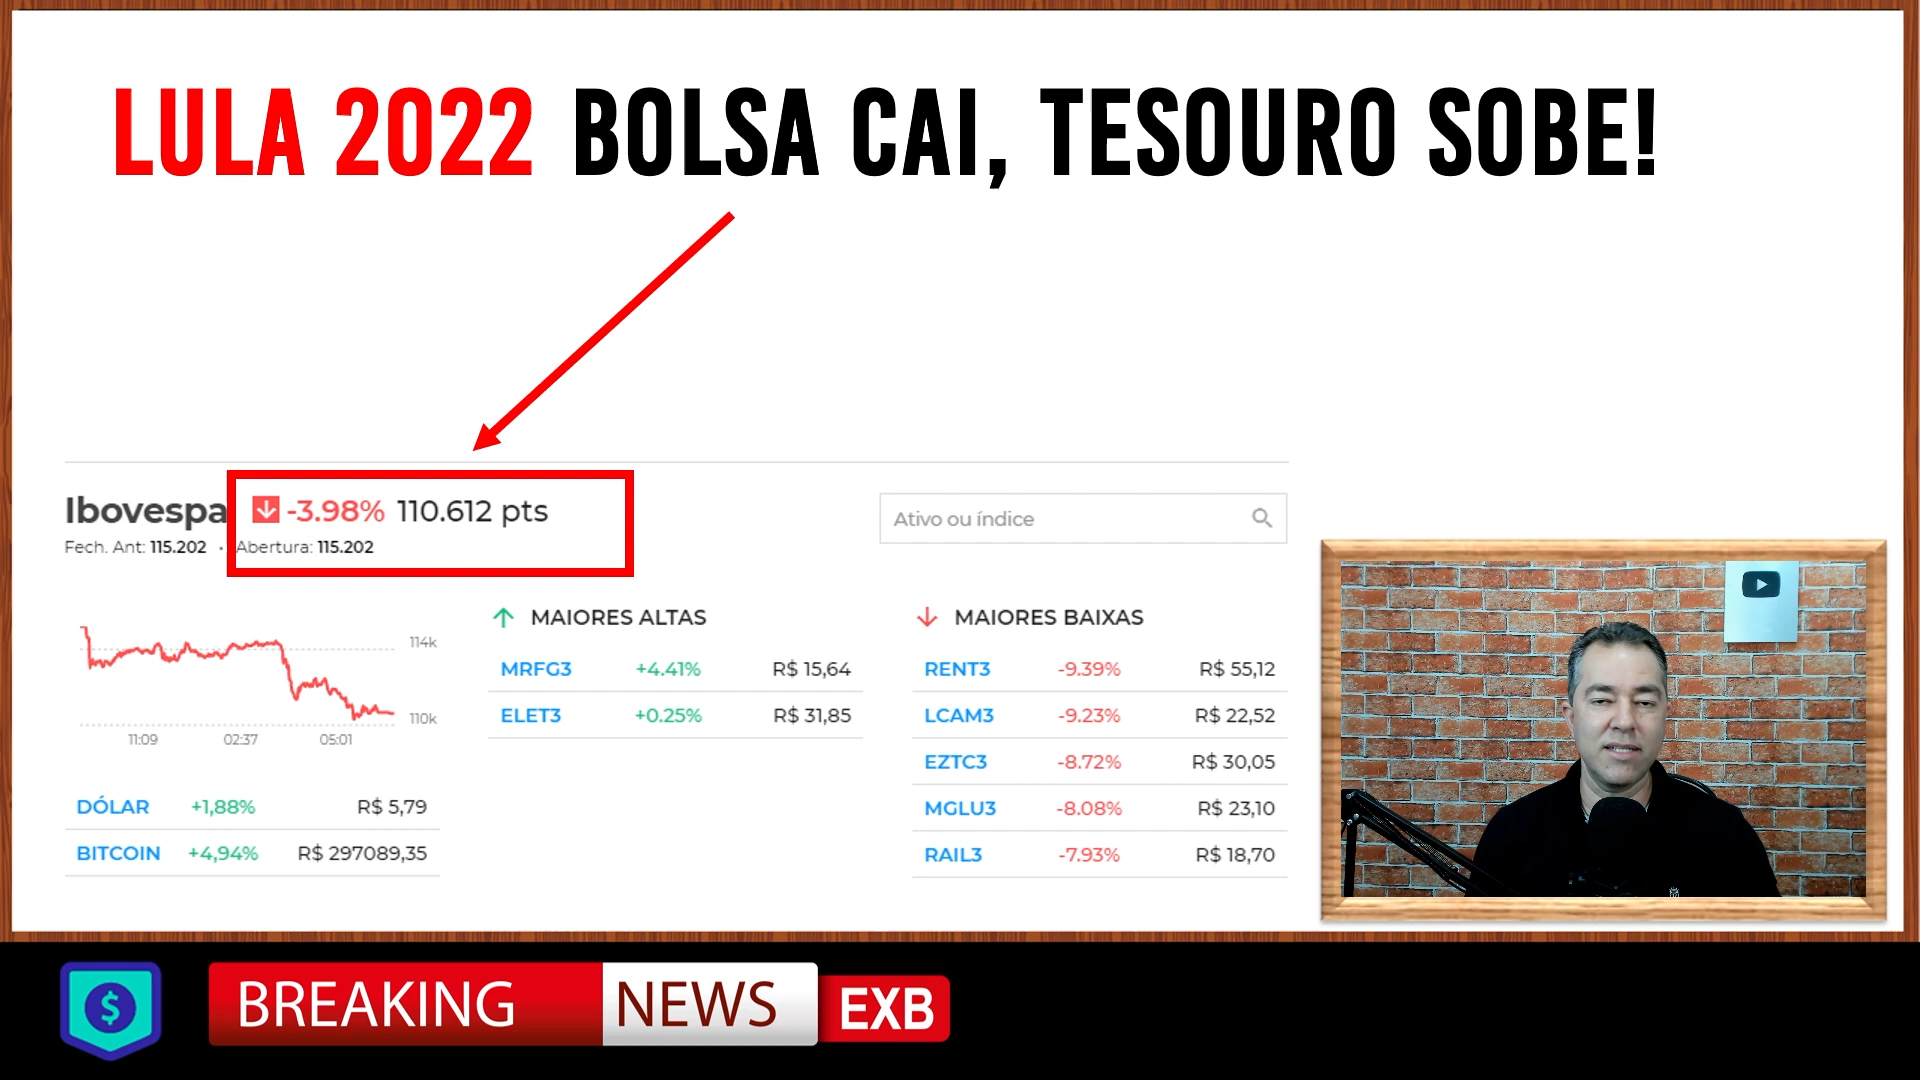 LULA 2022 BOLSA CAI, TESOURO SOBE!
Ibovespa -3.98% 110.612 pts
Fech. Ant: 115.202 · Abertura: 115.202
Ativo ou índice
114k
110k
11:09 02:37 05:01
DÓLAR +1,88% R$ 5,79
BITCOIN +4,94% R$ 297089,35
MAIORES ALTAS
MRFG3 +4.41% R$ 15,64
ELET3 +0.25% R$ 31,85
MAIORES BAIXAS
RENT3 -9.39% R$ 55,12
LCAM3 -9.23% R$ 22,52
EZTC3 -8.72% R$ 30,05
MGLU3 -8.08% R$ 23,10
RAIL3 -7.93% R$ 18,70
$ BREAKING NEWS EXB